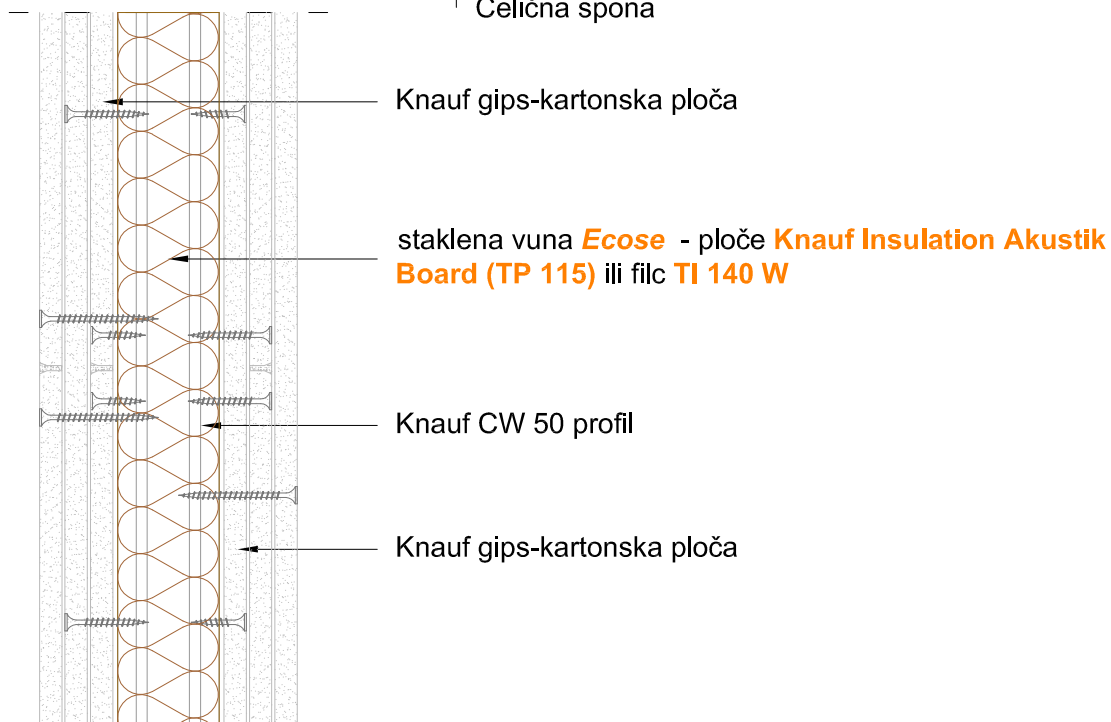 Čelična spona
Knauf gips-kartonska ploča
staklena vuna Ecose - ploče Knauf Insulation Akustik
Board (TP 115) ili filc TI 140 W
Knauf CW 50 profil
Knauf gips-kartonska ploča